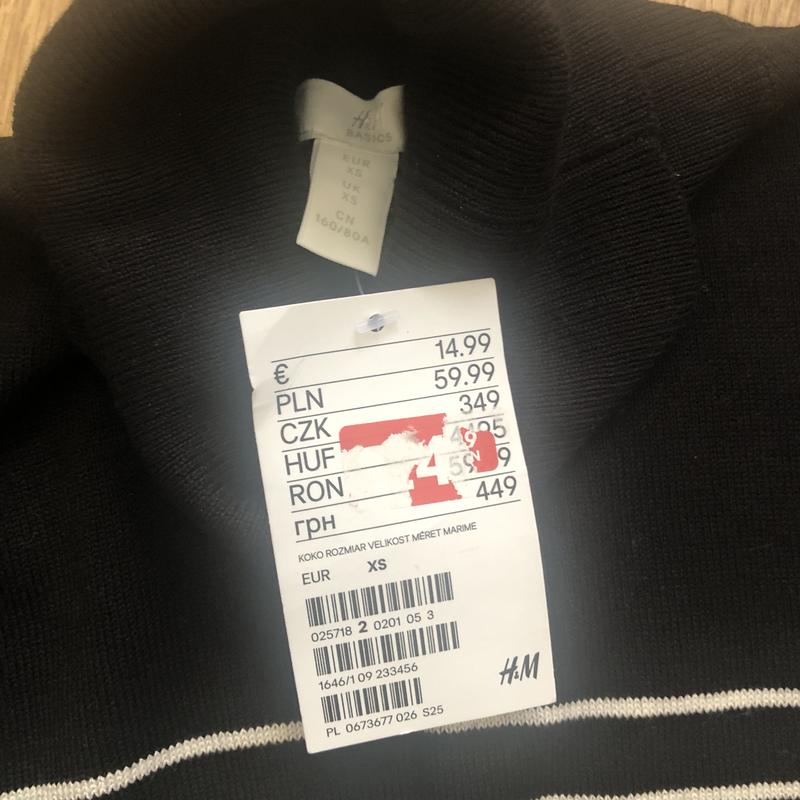 H&M
BASICS
EUR
XS
UK
XS
CN
160/80A
€ 14.99
PLN 59.99
CZK 349
HUF
RON
грн 449
KOKO ROZMIAR VELIKOST MÉRET MARIME
EUR XS
025718 2 0201 05 3
1646/1 09 233456
H&M
PL 0673677 026 S25